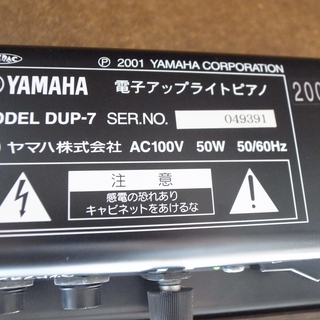 Ⓟ 2001 YAMAHA CORPORATION
YAMAHA 電子アップライトピアノ
MODEL DUP-7 SER.NO. 049391
ヤマハ株式会社 AC100V 50W 50/60Hz
注意
感電の恐れあり
キャビネットをあけるな